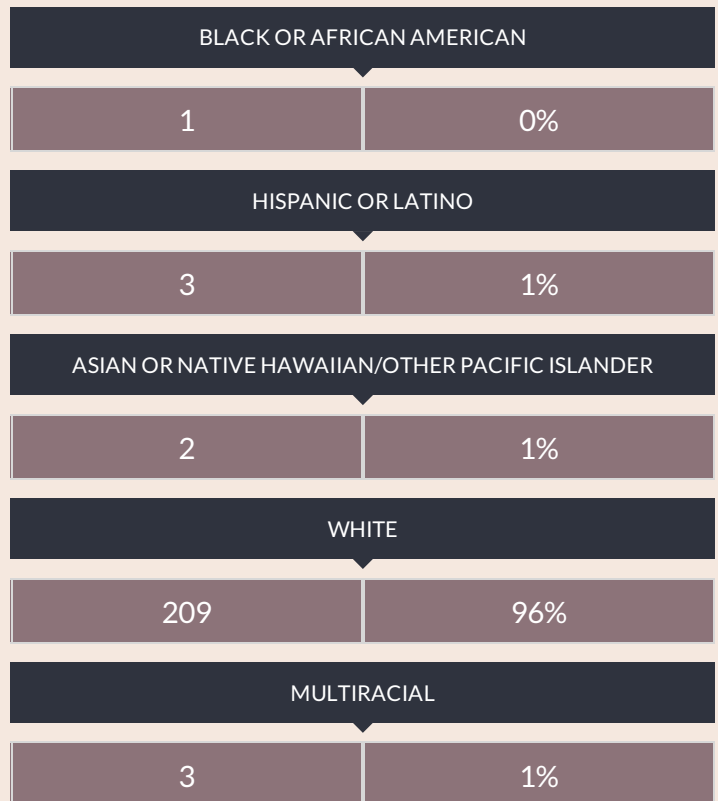 BLACK OR AFRICAN AMERICAN
1 0%
HISPANIC OR LATINO
3 1%
ASIAN OR NATIVE HAWAIIAN/OTHER PACIFIC ISLANDER
2 1%
WHITE
209 96%
MULTIRACIAL
3 1%